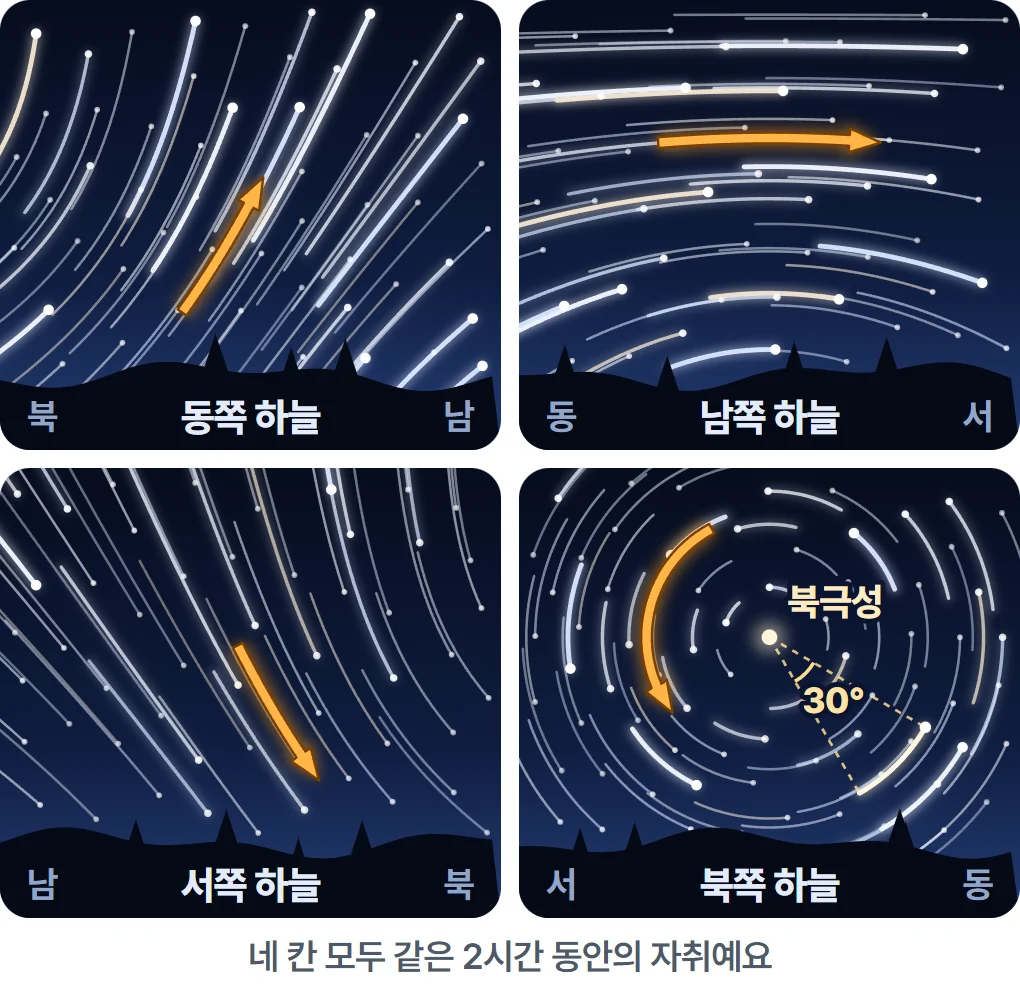 북 동쪽 하늘 남
동 남쪽 하늘 서
북극성
30°
남 서쪽 하늘 북
서 북쪽 하늘 동
네 칸 모두 같은 2시간 동안의 자취예요